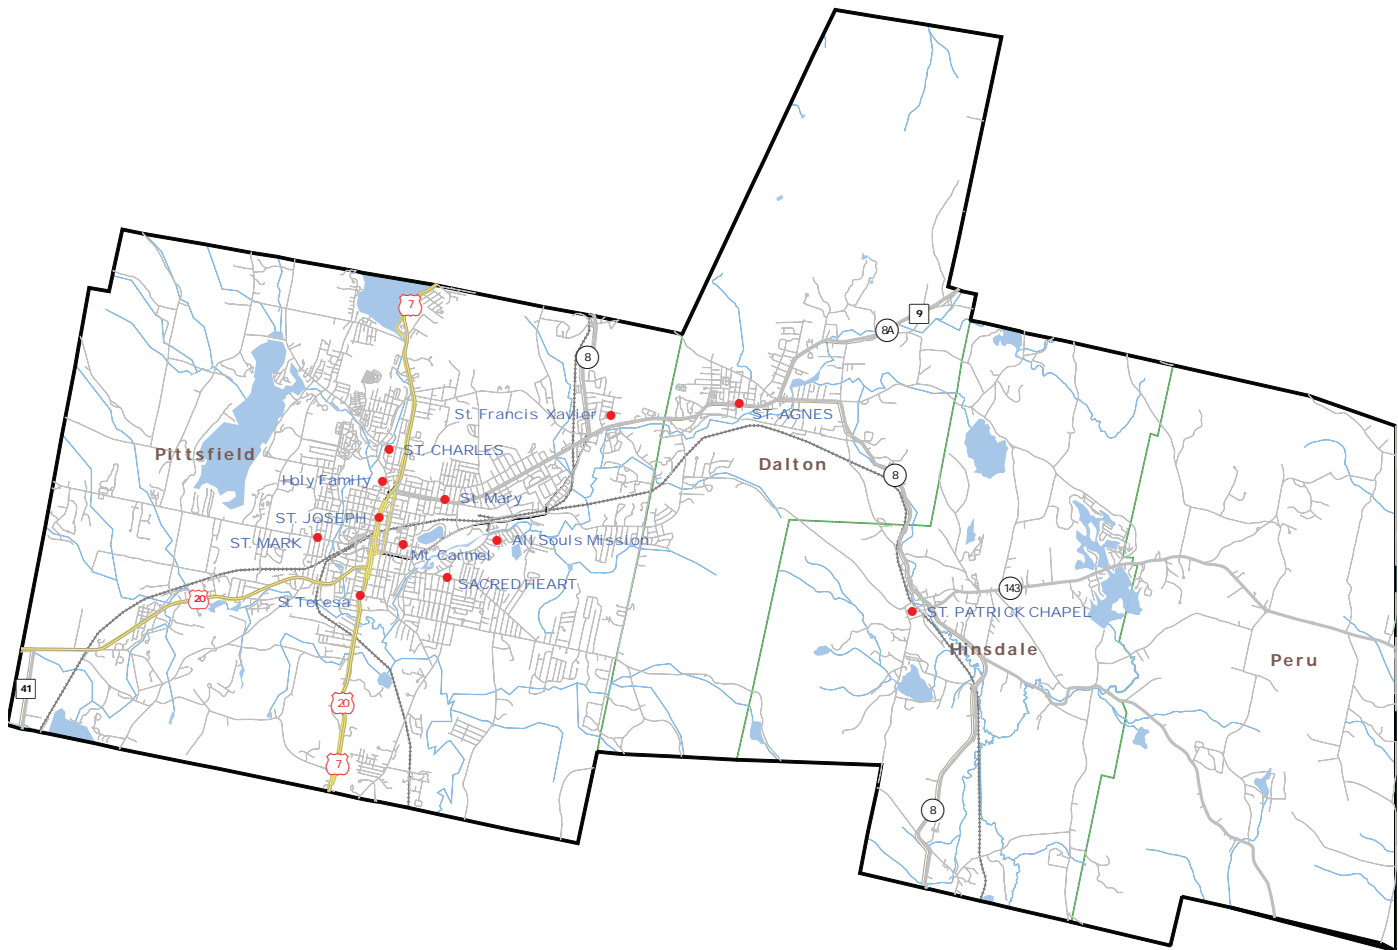 7
9
8A
8
St. Francis Xavier
ST. AGNES
Pittsfield
ST. CHARLES
Dalton
Holy Family
8
St. Mary
ST. JOSEPH
ST. MARK
All Souls Mission
Mt. Carmel
SACRED HEART
143
20
St. Teresa
ST. PATRICK CHAPEL
Hinsdale
Peru
41
20
7
8